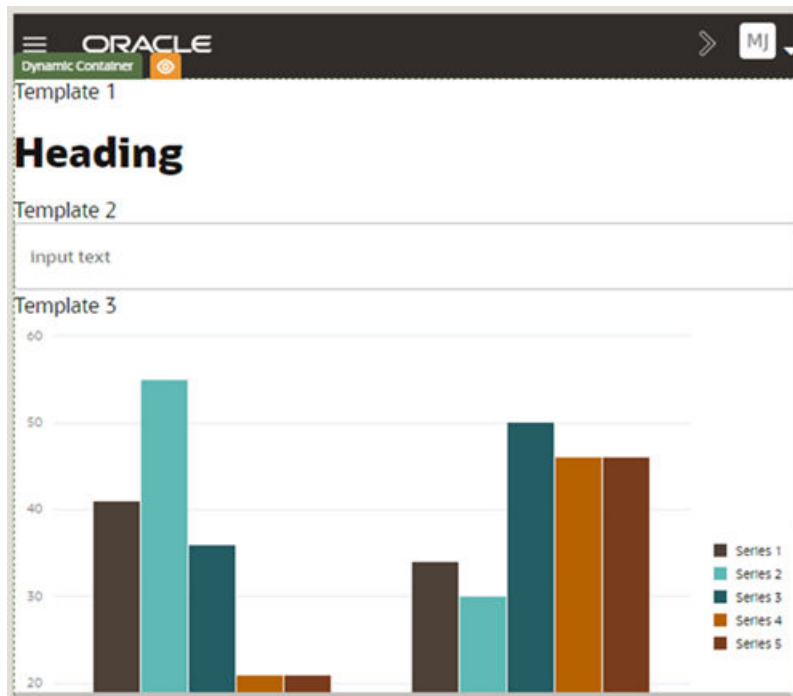 ORACLE
MJ
Dynamic Container
Template 1
Heading
Template 2
input text
Template 3
60
50
40
30
20
Series 1
Series 2
Series 3
Series 4
Series 5